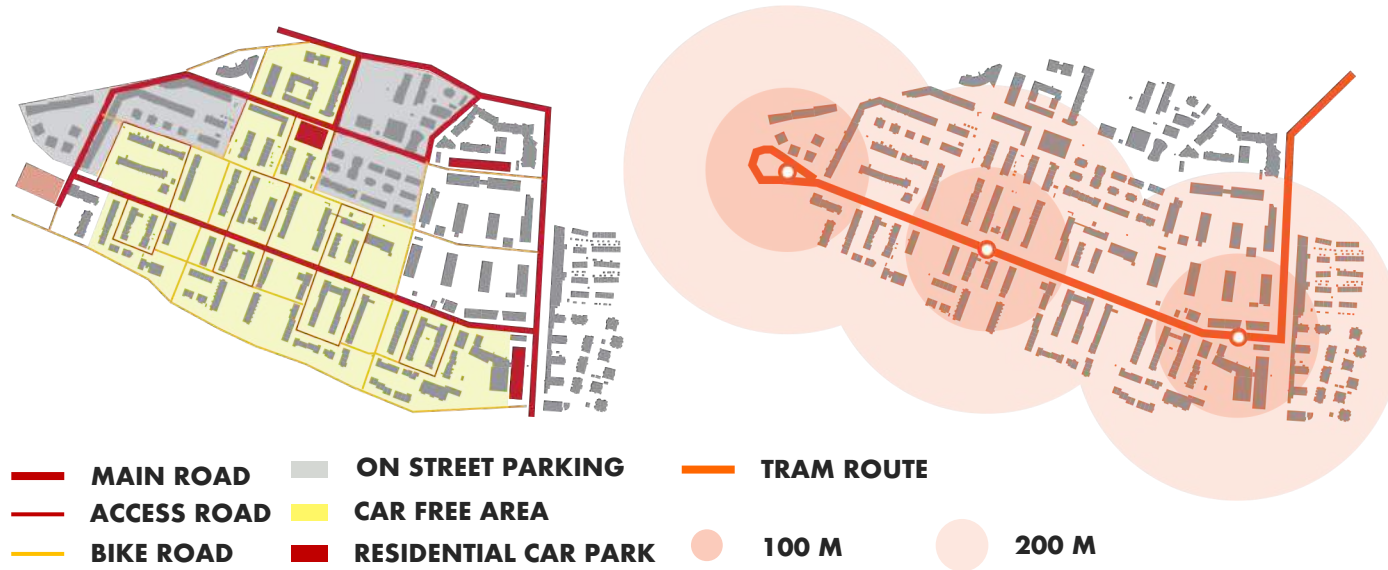 MAIN ROAD
ACCESS ROAD
BIKE ROAD
ON STREET PARKING
CAR FREE AREA
RESIDENTIAL CAR PARK
TRAM ROUTE
100 M
200 M